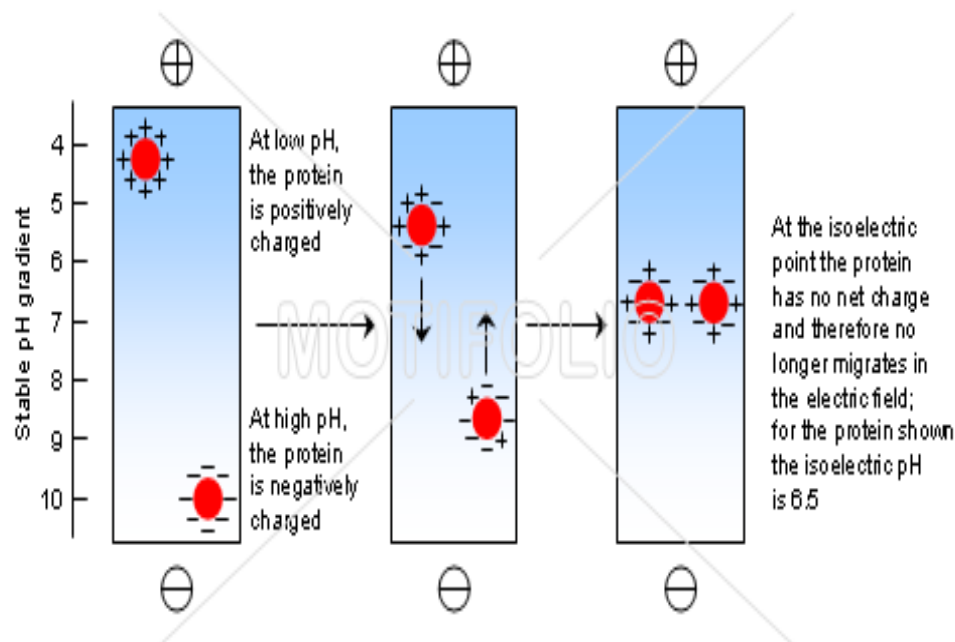 4
5
6
7
8
9
10
Stable pH gradient
At low pH,
the protein
is positively
charged
At high pH,
the protein
is negatively
charged
At the isoelectric
point the protein
has no net charge
and therefore no
longer migrates in
the electric field;
for the protein shown
the isoelectric pH
is 6.5
MOTIFOLIO